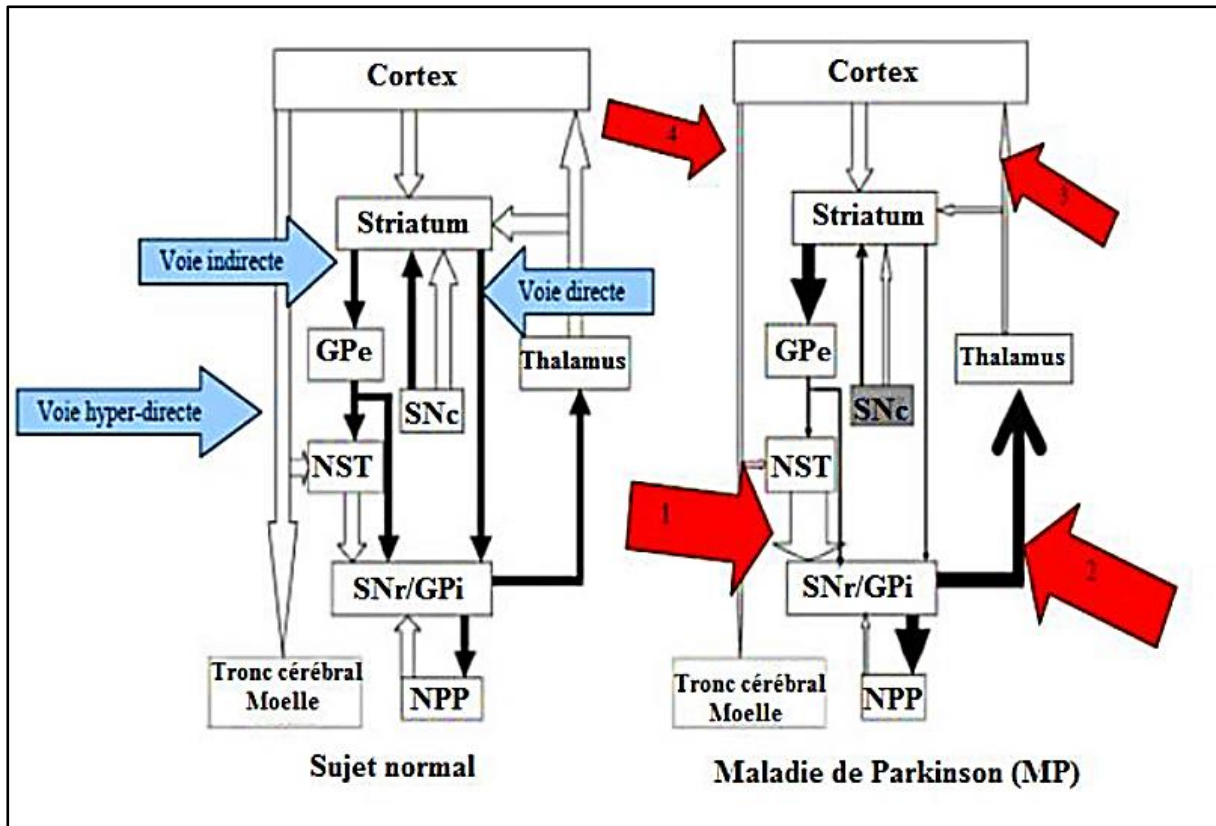 Cortex
Striatum
Voie indirecte
Voie directe
GPe
Thalamus
SNc
Voie hyper-directe
NST
SNr/GPi
Tronc cérébral
Moelle
NPP
Sujet normal
Cortex
4
3
Striatum
GPe
Thalamus
SNc
NST
1
SNr/GPi
2
Tronc cérébral
Moelle
NPP
Maladie de Parkinson (MP)